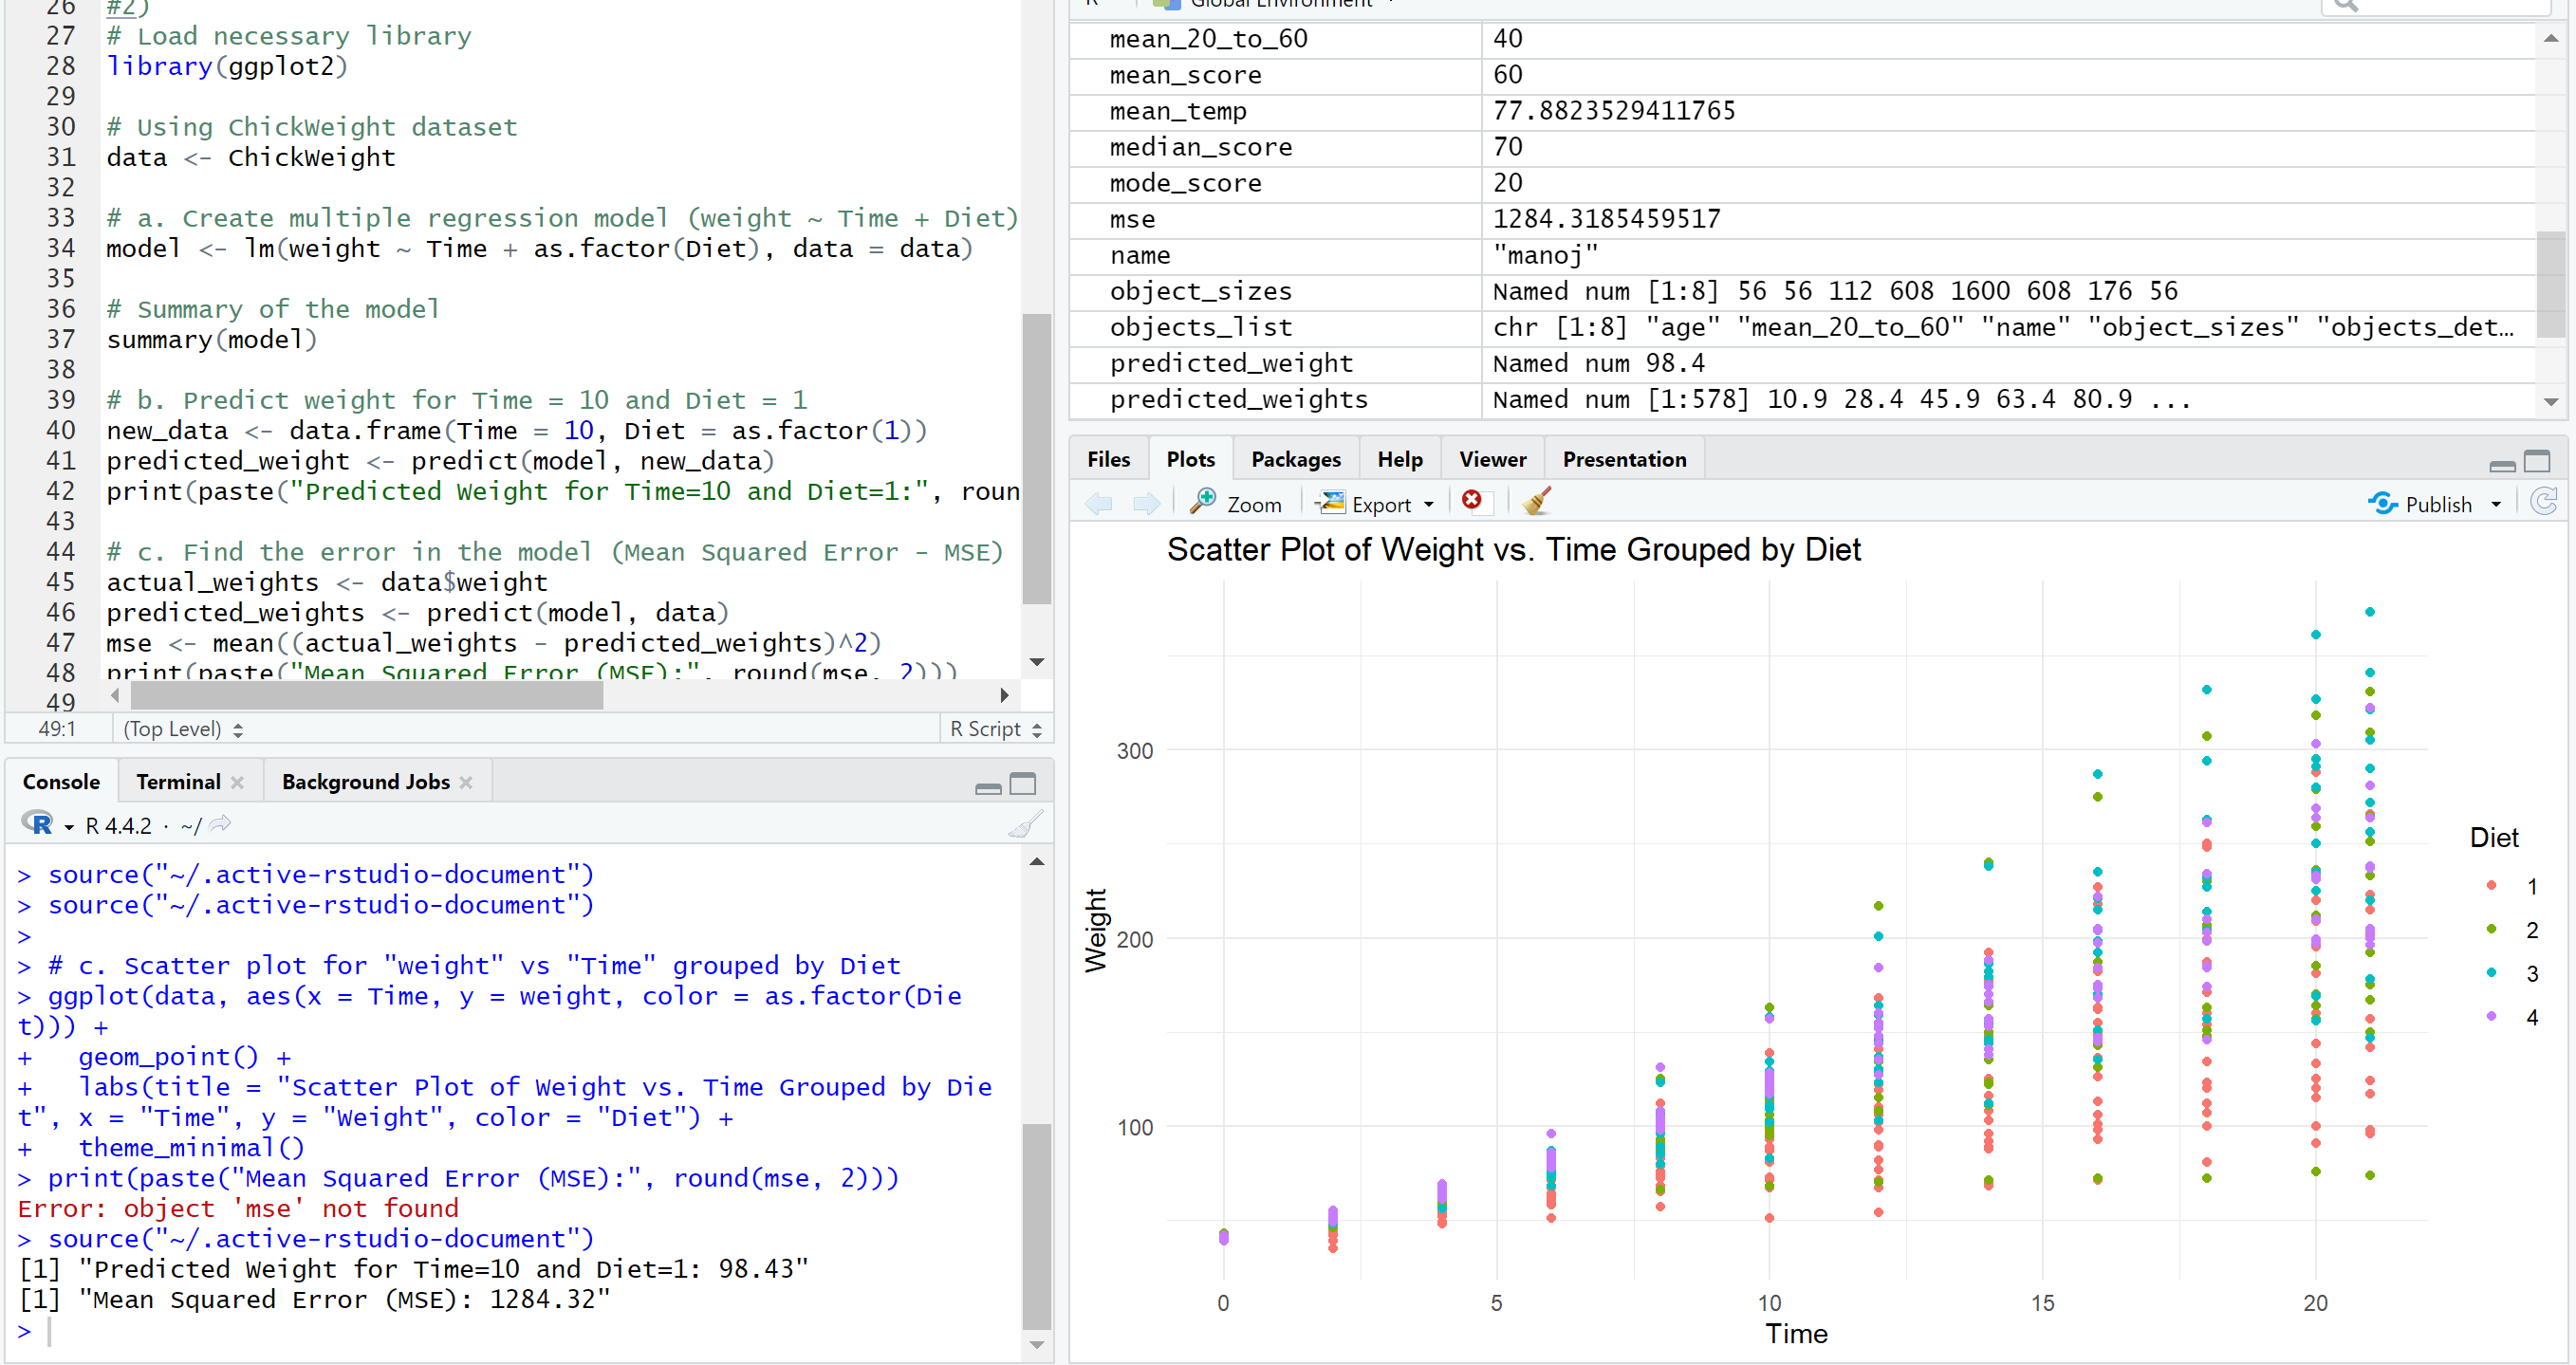 26 #2)
27 # Load necessary library
28 library(ggplot2)
29
30 # Using ChickWeight dataset
31 data <- ChickWeight
32
33 # a. Create multiple regression model (weight ~ Time + Diet)
34 model <- lm(weight ~ Time + as.factor(Diet), data = data)
35
36 # Summary of the model
37 summary(model)
38
39 # b. Predict weight for Time = 10 and Diet = 1
40 new_data <- data.frame(Time = 10, Diet = as.factor(1))
41 predicted_weight <- predict(model, new_data)
42 print(paste("Predicted Weight for Time=10 and Diet=1:", roun
43
44 # c. Find the error in the model (Mean Squared Error - MSE)
45 actual_weights <- data$weight
46 predicted_weights <- predict(model, data)
47 mse <- mean((actual_weights - predicted_weights)^2)
48 print(paste("Mean Squared Error (MSE):", round(mse, 2)))
49
49:1 (Top Level) R Script
Console Terminal Background Jobs
R 4.4.2 · ~/
> source("~/.active-rstudio-document")
> source("~/.active-rstudio-document")
>
> # c. Scatter plot for "weight" vs "Time" grouped by Diet
> ggplot(data, aes(x = Time, y = weight, color = as.factor(Die
t))) +
+   geom_point() +
+   labs(title = "Scatter Plot of Weight vs. Time Grouped by Die
t", x = "Time", y = "Weight", color = "Diet") +
+   theme_minimal()
> print(paste("Mean Squared Error (MSE):", round(mse, 2)))
Error: object 'mse' not found
> source("~/.active-rstudio-document")
[1] "Predicted Weight for Time=10 and Diet=1: 98.43"
[1] "Mean Squared Error (MSE): 1284.32"
>
R Global Environment
mean_20_to_60 40
mean_score 60
mean_temp 77.8823529411765
median_score 70
mode_score 20
mse 1284.3185459517
name "manoj"
object_sizes Named num [1:8] 56 56 112 608 1600 608 176 56
objects_list chr [1:8] "age" "mean_20_to_60" "name" "object_sizes" "objects_det…
predicted_weight Named num 98.4
predicted_weights Named num [1:578] 10.9 28.4 45.9 63.4 80.9 ...
Files Plots Packages Help Viewer Presentation
Zoom Export Publish
Scatter Plot of Weight vs. Time Grouped by Diet
Weight
300
200
100
0 5 10 15 20
Time
Diet
1
2
3
4